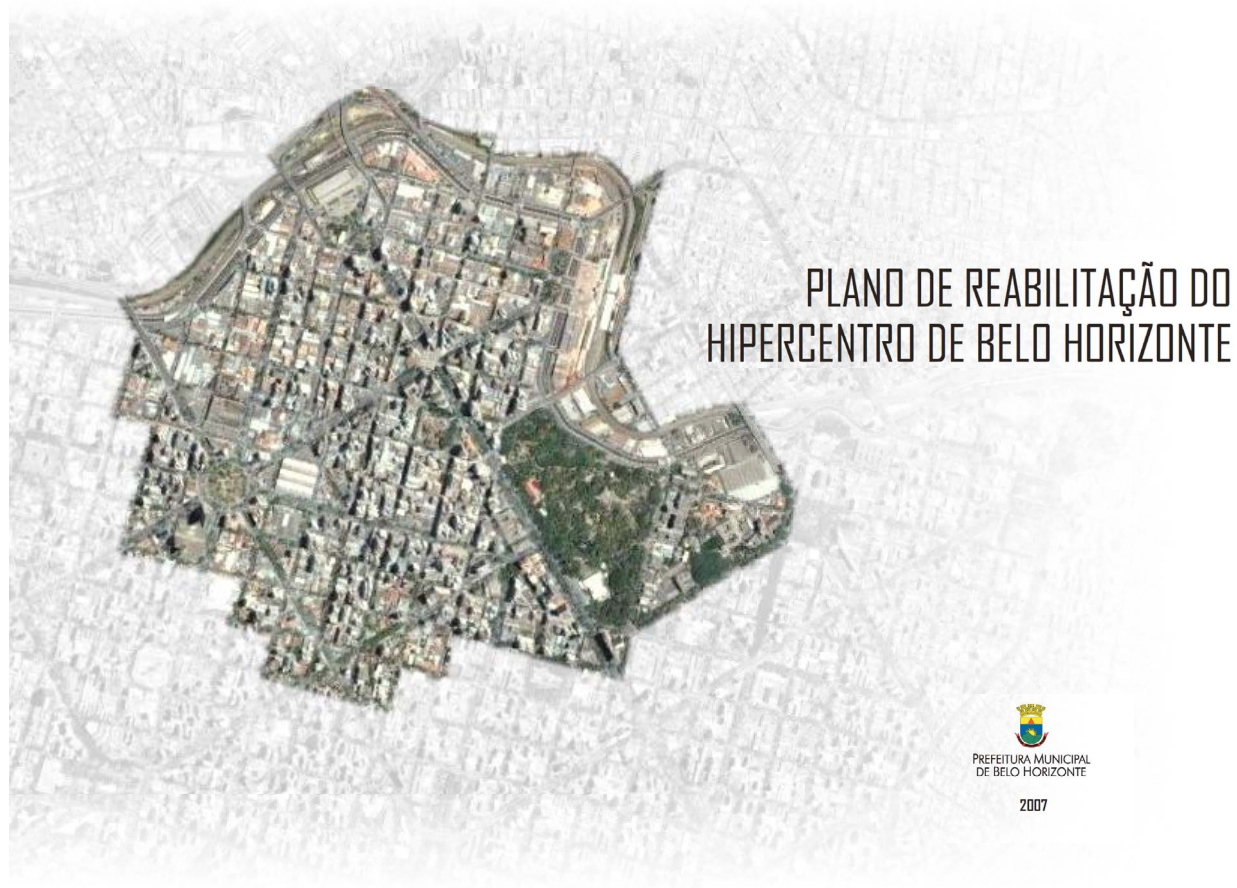 PLANO DE REABILITAÇÃO DO
HIPERCENTRO DE BELO HORIZONTE
PREFEITURA MUNICIPAL
DE BELO HORIZONTE
2007